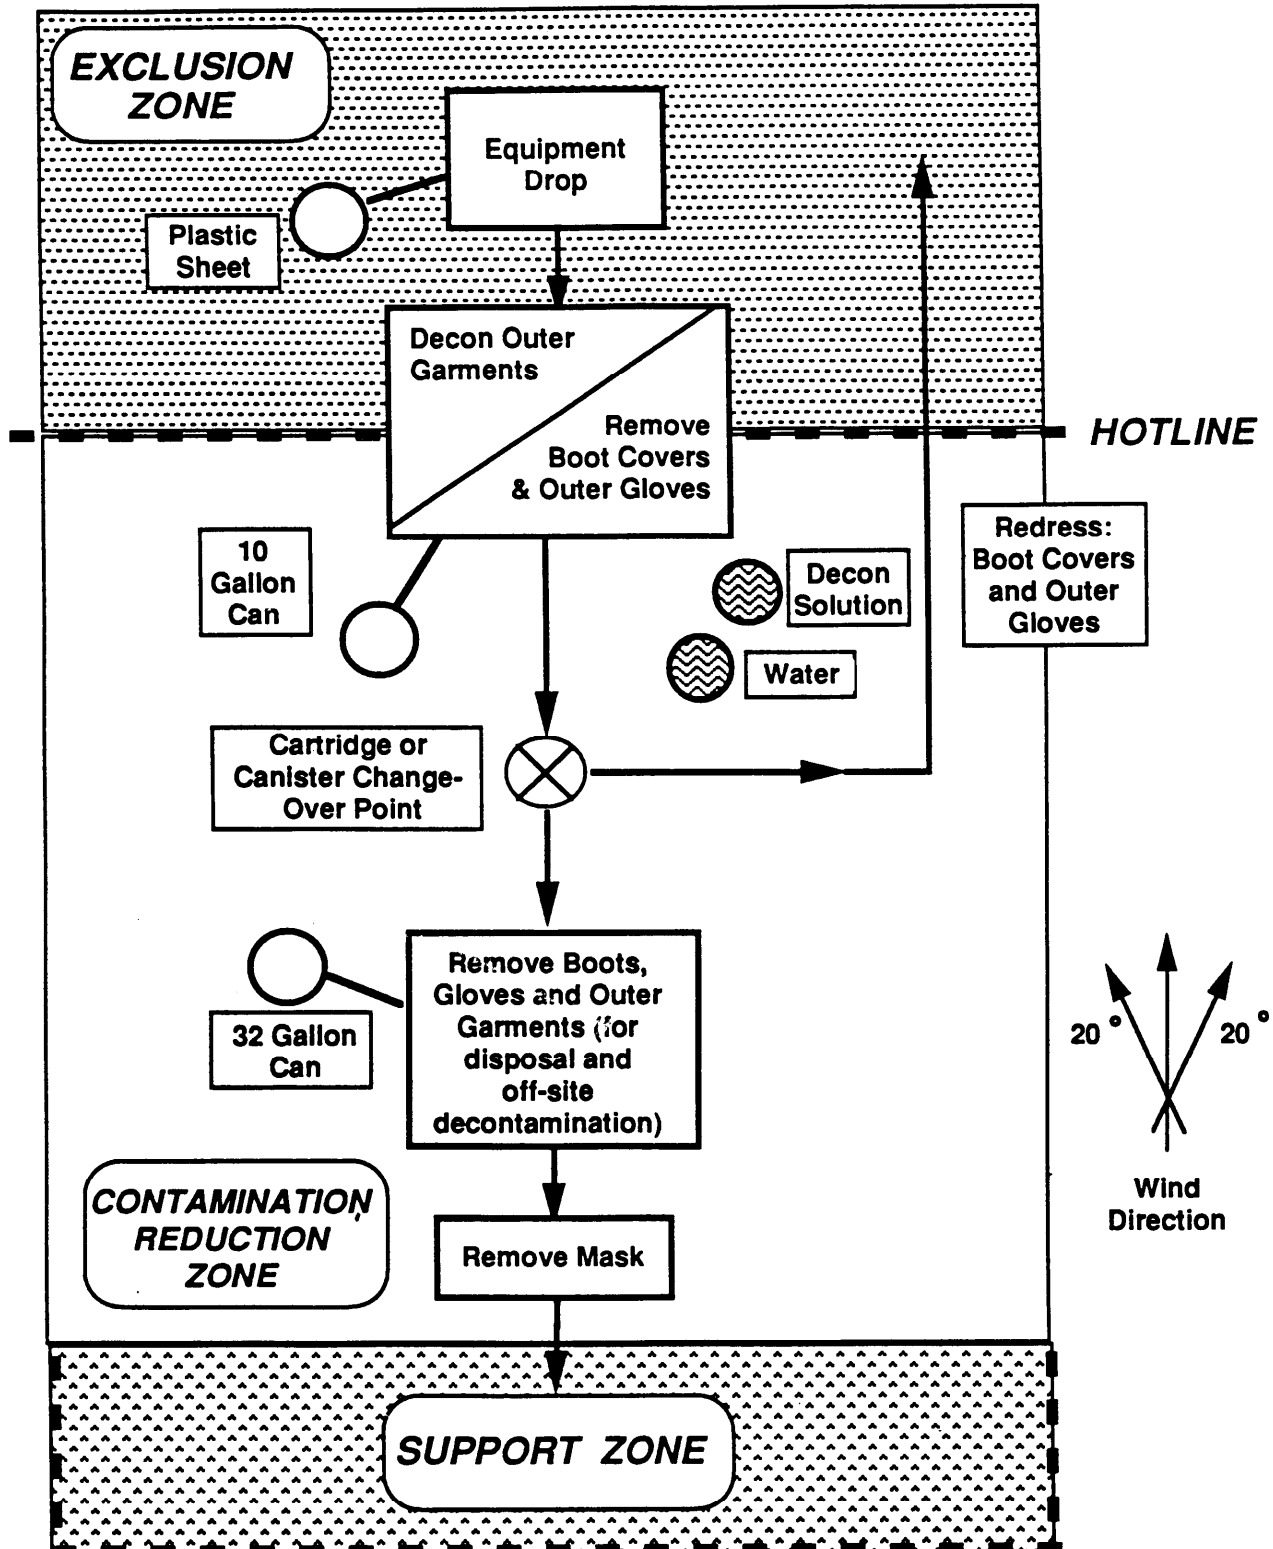 EXCLUSION
ZONE
Equipment
Drop
Plastic
Sheet
Decon Outer
Garments
Remove
Boot Covers
& Outer Gloves
HOTLINE
10
Gallon
Can
Decon
Solution
Water
Redress:
Boot Covers
and Outer
Gloves
Cartridge or
Canister Change-
Over Point
Remove Boots,
Gloves and Outer
Garments (for
disposal and
off-site
decontamination)
32 Gallon
Can
20°
20°
Wind
Direction
CONTAMINATION
REDUCTION
ZONE
Remove Mask
SUPPORT ZONE